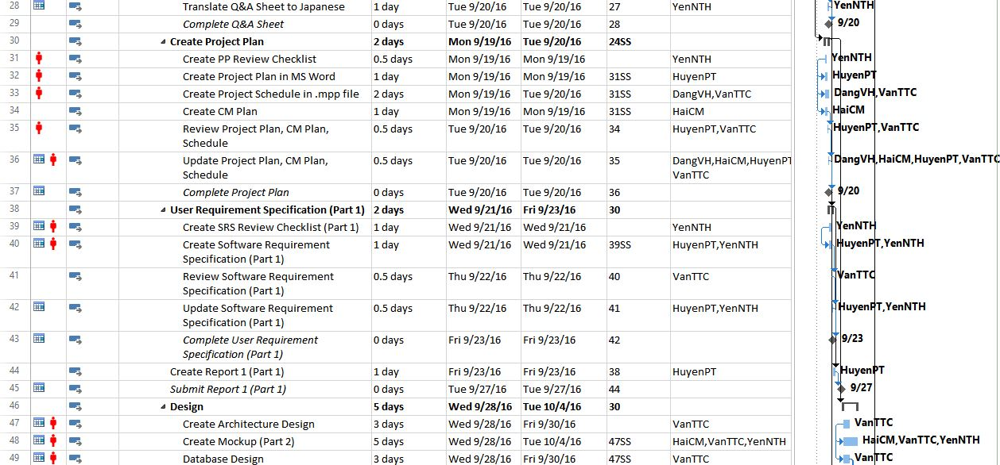 28 Translate Q&A Sheet to Japanese 1 day Tue 9/20/16 Tue 9/20/16 27 YenNTH YenNTH
29 Complete Q&A Sheet 0 days Tue 9/20/16 Tue 9/20/16 28 9/20
30 Create Project Plan 2 days Mon 9/19/16 Tue 9/20/16 24SS
31 Create PP Review Checklist 0.5 days Mon 9/19/16 Mon 9/19/16 YenNTH YenNTH
32 Create Project Plan in MS Word 1 day Mon 9/19/16 Mon 9/19/16 31SS HuyenPT HuyenPT
33 Create Project Schedule in .mpp file 2 days Mon 9/19/16 Tue 9/20/16 31SS DangVH,VanTTC DangVH,VanTTC
34 Create CM Plan 1 day Mon 9/19/16 Mon 9/19/16 31SS HaiCM HaiCM
35 Review Project Plan, CM Plan, 0.5 days Tue 9/20/16 Tue 9/20/16 34 HuyenPT,VanTTC HuyenPT,VanTTC
Schedule
36 Update Project Plan, CM Plan, 0.5 days Tue 9/20/16 Tue 9/20/16 35 DangVH,HaiCM,HuyenPT DangVH,HaiCM,HuyenPT,VanTTC
Schedule VanTTC
37 Complete Project Plan 0 days Tue 9/20/16 Tue 9/20/16 36 9/20
38 User Requirement Specification (Part 1) 2 days Wed 9/21/16 Fri 9/23/16 30
39 Create SRS Review Checklist (Part 1) 1 day Wed 9/21/16 Wed 9/21/16 YenNTH YenNTH
40 Create Software Requirement 1 day Wed 9/21/16 Wed 9/21/16 39SS HuyenPT,YenNTH HuyenPT,YenNTH
Specification (Part 1)
41 Review Software Requirement 0.5 days Thu 9/22/16 Thu 9/22/16 40 VanTTC VanTTC
Specification (Part 1)
42 Update Software Requirement 0.5 days Thu 9/22/16 Thu 9/22/16 41 HuyenPT,YenNTH HuyenPT,YenNTH
Specification (Part 1)
43 Complete User Requirement 0 days Fri 9/23/16 Fri 9/23/16 42 9/23
Specification (Part 1)
44 Create Report 1 (Part 1) 1 day Fri 9/23/16 Fri 9/23/16 38 HuyenPT HuyenPT
45 Submit Report 1 (Part 1) 0 days Tue 9/27/16 Tue 9/27/16 44 9/27
46 Design 5 days Wed 9/28/16 Tue 10/4/16 30
47 Create Architecture Design 3 days Wed 9/28/16 Fri 9/30/16 VanTTC VanTTC
48 Create Mockup (Part 2) 5 days Wed 9/28/16 Tue 10/4/16 47SS HaiCM,VanTTC,YenNTH HaiCM,VanTTC,YenNTH
49 Database Design 3 days Wed 9/28/16 Fri 9/30/16 47SS VanTTC VanTTC